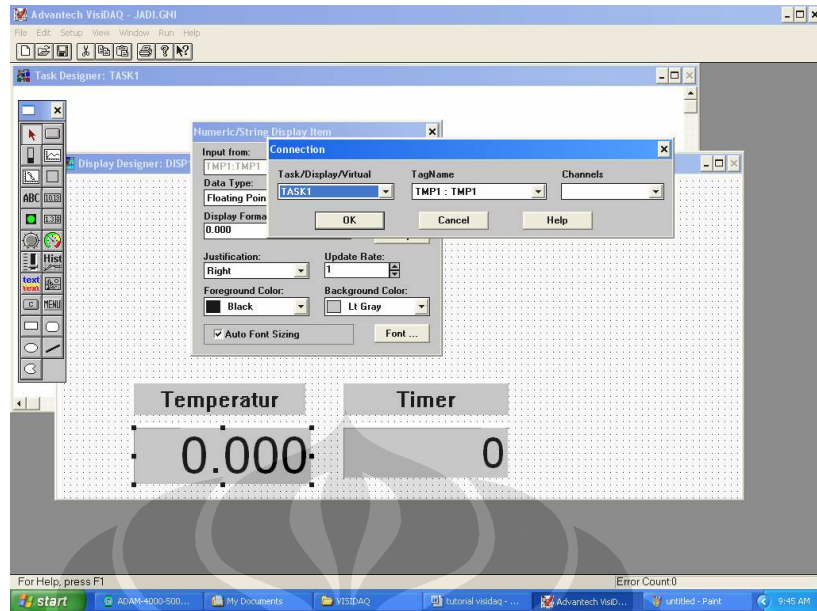 Advantech VisiDAQ - JADI.GNI
File Edit Setup View Window Run Help
Task Designer: TASK1
Display Designer: DISP
Numeric/String Display Item
Input from:
TMP1:TMP1
Data Type:
Floating Poin
Display Forma
0.000
Justification:
Right
Update Rate:
1
Foreground Color:
Black
Background Color:
Lt Gray
Auto Font Sizing
Font ...
Connection
Task/Display/Virtual
TASK1
TagName
TMP1 : TMP1
Channels
OK
Cancel
Help
ABC
Hist
text
text
C
MENU
Temperatur
Timer
0.000
0
For Help, press F1
Error Count:0
start
ADAM-4000-500...
My Documents
VISIDAQ
tutorial visidaq - ...
Advantech VisiD...
untitled - Paint
9:45 AM